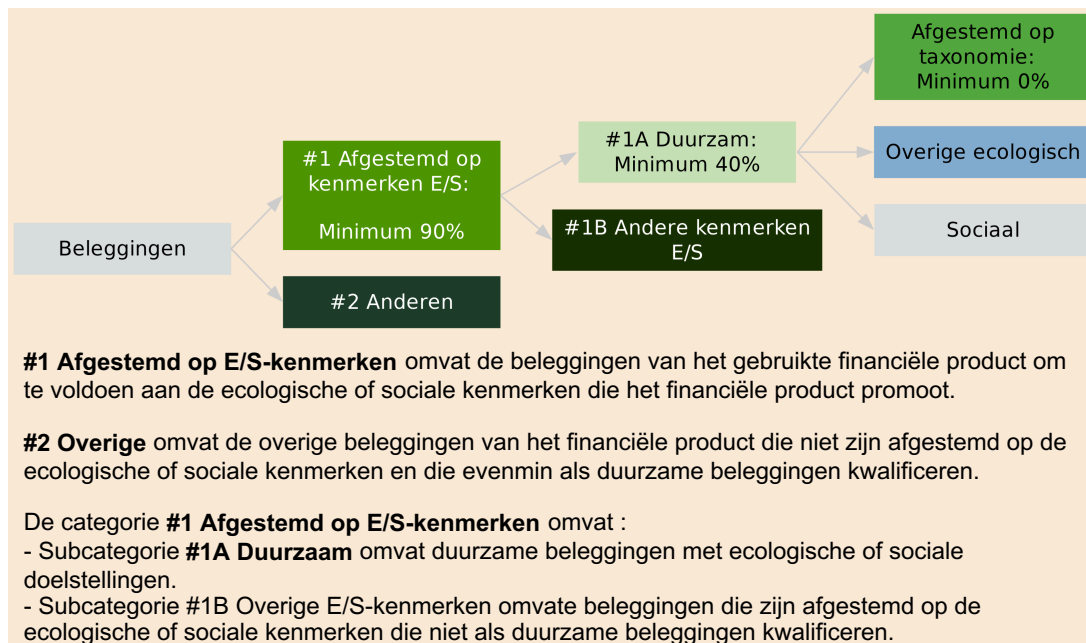 Beleggingen
#1 Afgestemd op
kenmerken E/S:
Minimum 90%
#2 Anderen
#1A Duurzam:
Minimum 40%
#1B Andere kenmerken
E/S
Afgestemd op
taxonomie:
Minimum 0%
Overige ecologisch
Sociaal
#1 Afgestemd op E/S-kenmerken omvat de beleggingen van het gebruikte financiële product om
te voldoen aan de ecologische of sociale kenmerken die het financiële product promoot.
#2 Overige omvat de overige beleggingen van het financiële product die niet zijn afgestemd op de
ecologische of sociale kenmerken en die evenmin als duurzame beleggingen kwalificeren.
De categorie #1 Afgestemd op E/S-kenmerken omvat :
- Subcategorie #1A Duurzaam omvat duurzame beleggingen met ecologische of sociale
doelstellingen.
- Subcategorie #1B Overige E/S-kenmerken omvate beleggingen die zijn afgestemd op de
ecologische of sociale kenmerken die niet als duurzame beleggingen kwalificeren.